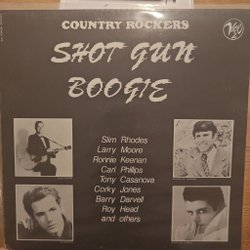 COUNTRY ROCKERS
SHOT GUN
BOOGIE
Slim Rhodes
Larry Moore
Ronnie Keenan
Carl Phillips
Tony Casanova
Corky Jones
Barry Darvell
Roy Head
and others